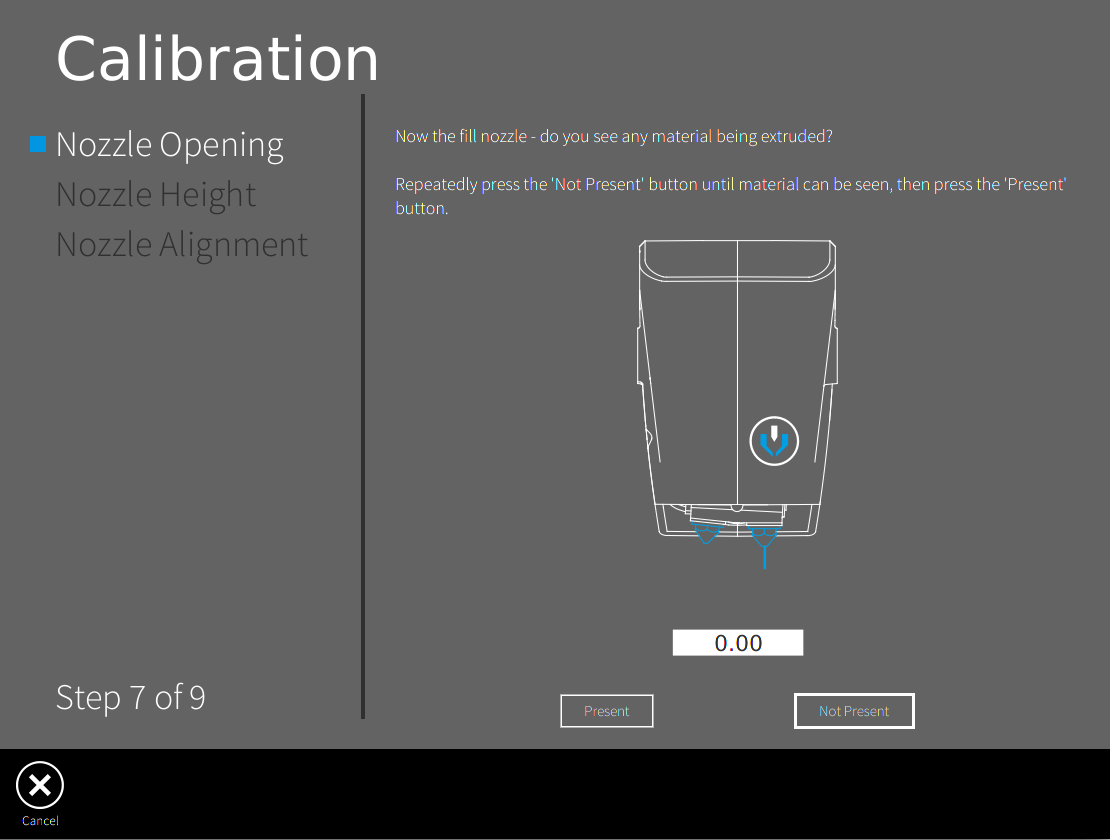 Calibration
Nozzle Opening
Nozzle Height
Nozzle Alignment
Now the fill nozzle - do you see any material being extruded?
Repeatedly press the 'Not Present' button until material can be seen, then press the 'Present'
button.
0.00
Step 7 of 9
Present
Not Present
Cancel